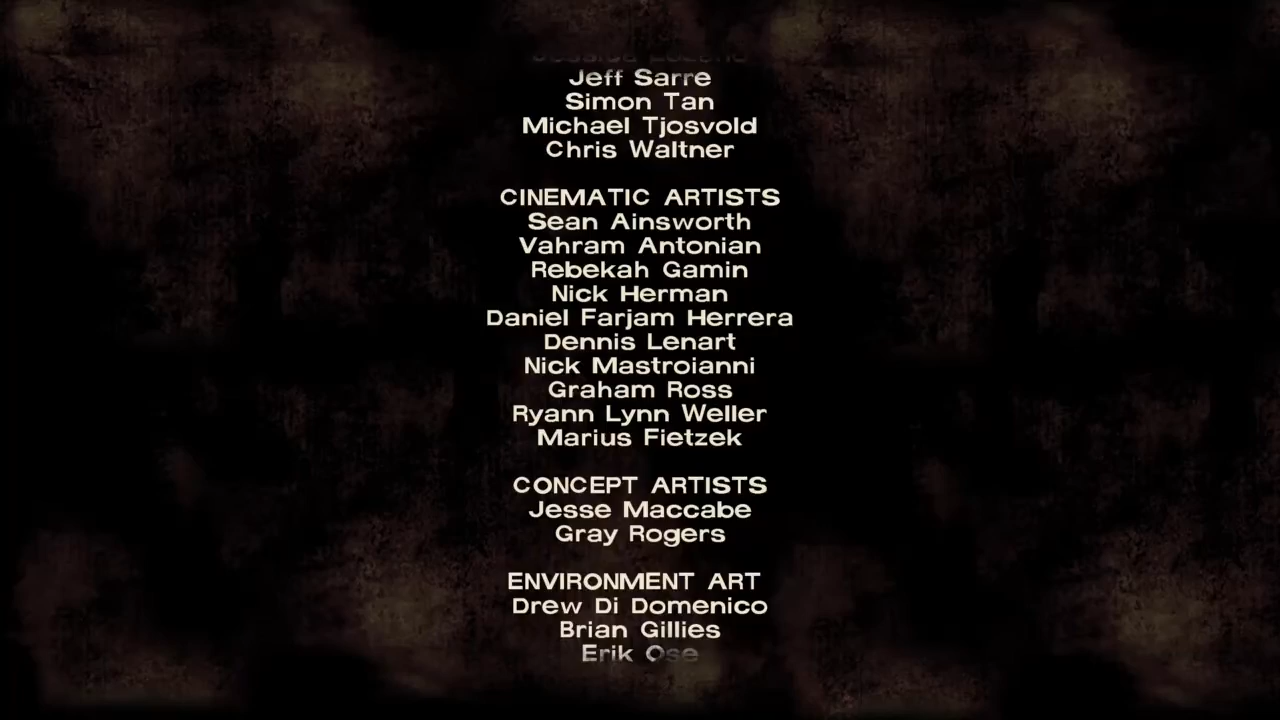 Jeff Sarre
Simon Tan
Michael Tjosvold
Chris Waltner
CINEMATIC ARTISTS
Sean Ainsworth
Vahram Antonian
Rebekah Gamin
Nick Herman
Daniel Farjam Herrera
Dennis Lenart
Nick Mastroianni
Graham Ross
Ryann Lynn Weller
Marius Fietzek
CONCEPT ARTISTS
Jesse Maccabe
Gray Rogers
ENVIRONMENT ART
Drew Di Domenico
Brian Gillies
Erik Ose